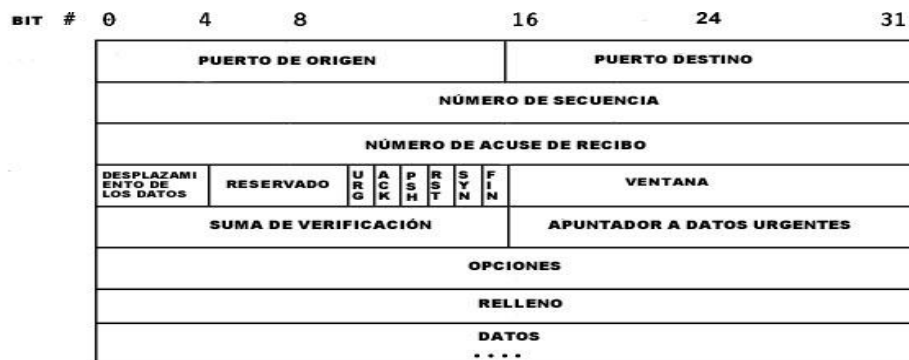 BIT # 0 4 8 16 24 31
PUERTO DE ORIGEN PUERTO DESTINO
NÚMERO DE SECUENCIA
NÚMERO DE ACUSE DE RECIBO
DESPLAZAMI
ENTO DE
LOS DATOS
RESERVADO
URG
ACK
PSH
RST
SYN
FIN
VENTANA
SUMA DE VERIFICACIÓN APUNTADOR A DATOS URGENTES
OPCIONES
RELLENO
DATOS
....